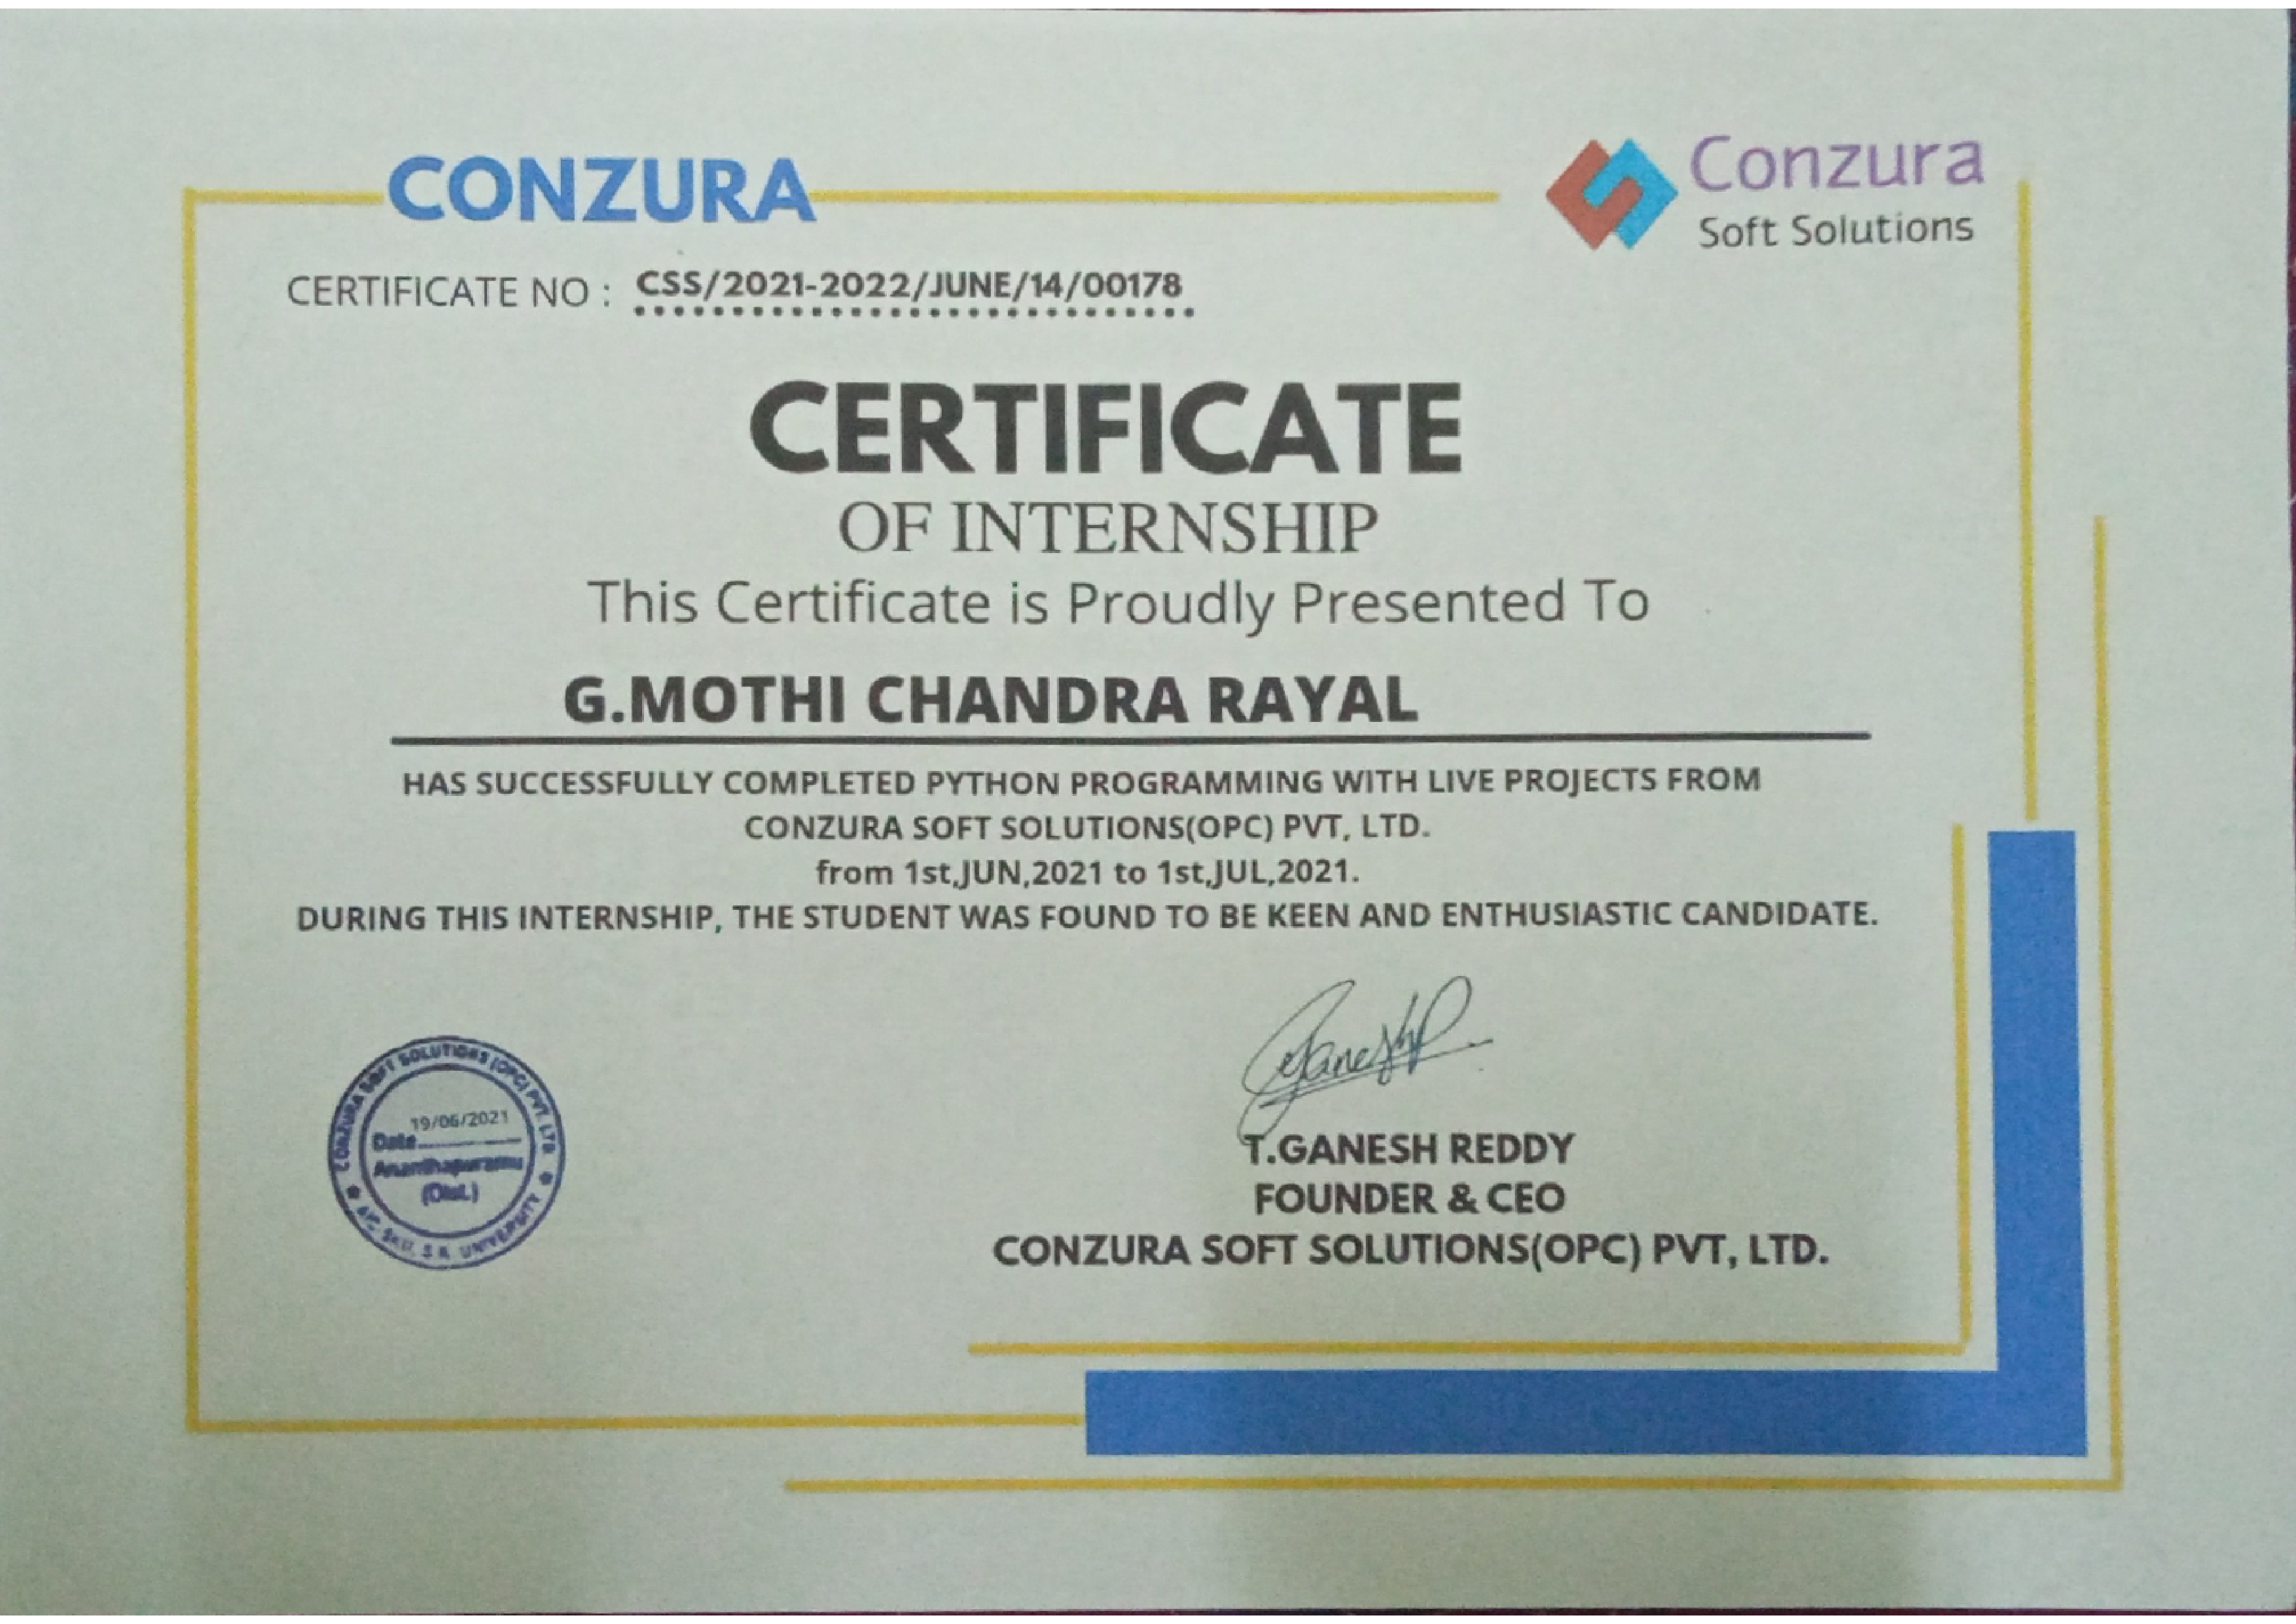 CONZURA
Conzura
Soft Solutions
CERTIFICATE NO : CSS/2021-2022/JUNE/14/00178
CERTIFICATE
OF INTERNSHIP
This Certificate is Proudly Presented To
G.MOTHI CHANDRA RAYAL
HAS SUCCESSFULLY COMPLETED PYTHON PROGRAMMING WITH LIVE PROJECTS FROM
CONZURA SOFT SOLUTIONS(OPC) PVT, LTD.
from 1st,JUN,2021 to 1st,JUL,2021.
DURING THIS INTERNSHIP, THE STUDENT WAS FOUND TO BE KEEN AND ENTHUSIASTIC CANDIDATE.
CONZURA SOFT SOLUTIONS (OPC) PVT. LTD.
19/06/2021
Date
Ananthapuramu
(Dist.)
SKU, S.K. UNIVERSITY
T.GANESH REDDY
FOUNDER & CEO
CONZURA SOFT SOLUTIONS(OPC) PVT, LTD.